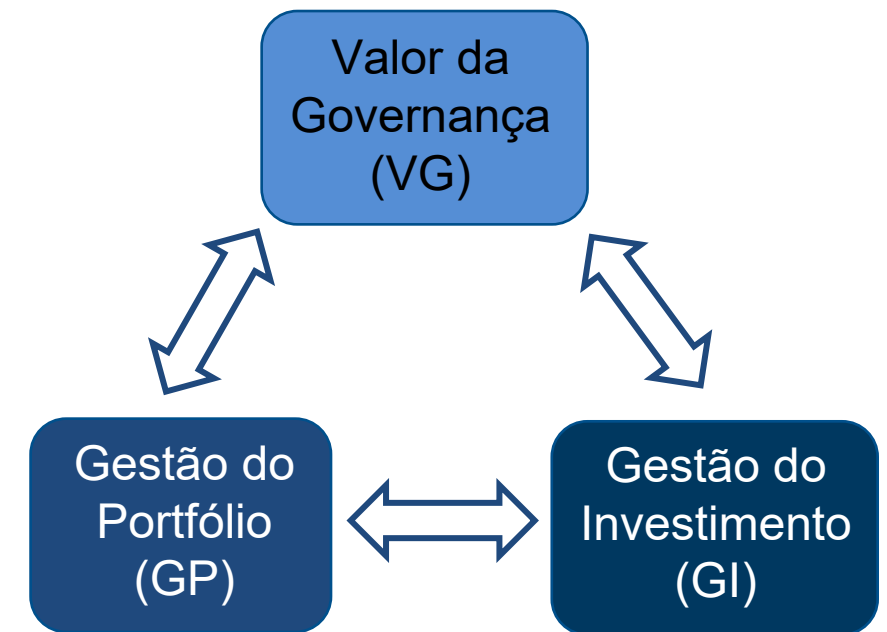 Valor da
Governança
(VG)
Gestão do
Portfólio
(GP)
Gestão do
Investimento
(GI)